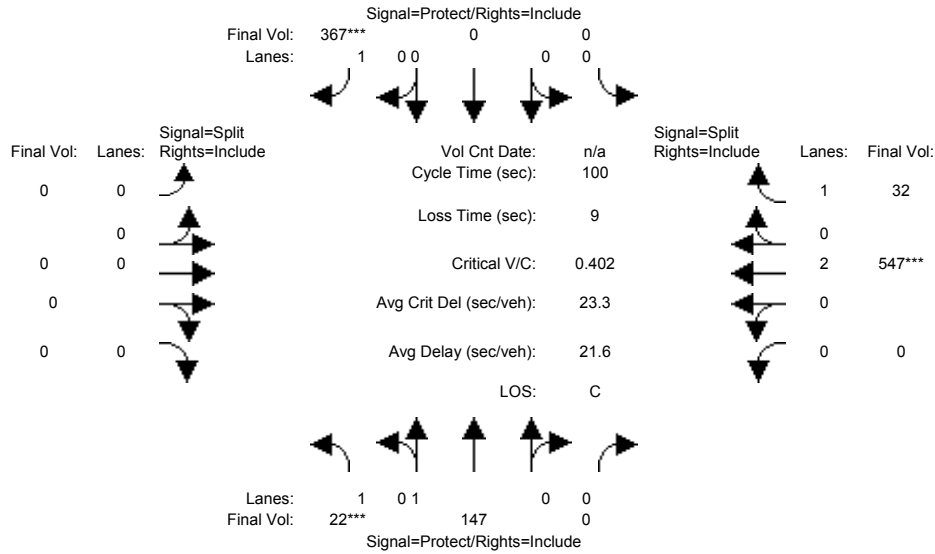 Signal=Protect/Rights=Include
Final Vol: 367*** 0 0
Lanes: 1 0 0 0 0
Signal=Split
Final Vol: Lanes: Rights=Include
Vol Cnt Date: n/a
Signal=Split
Rights=Include Lanes: Final Vol:
Cycle Time (sec): 100
0 0
1 32
Loss Time (sec): 9
0
0
0 0
Critical V/C: 0.402
2 547***
0
Avg Crit Del (sec/veh): 23.3
0
0 0
Avg Delay (sec/veh): 21.6
0 0
LOS: C
Lanes: 1 0 1 0 0
Final Vol: 22*** 147 0
Signal=Protect/Rights=Include